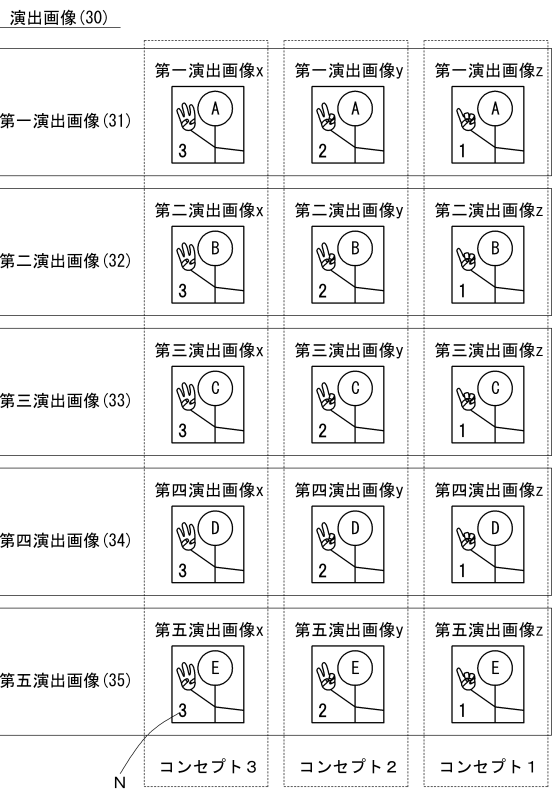 演出画像(30)
第一演出画像x 第一演出画像y 第一演出画像z
第一演出画像(31)
A A A
3 2 1
第二演出画像x 第二演出画像y 第二演出画像z
第二演出画像(32)
B B B
3 2 1
第三演出画像x 第三演出画像y 第三演出画像z
第三演出画像(33)
C C C
3 2 1
第四演出画像x 第四演出画像y 第四演出画像z
第四演出画像(34)
D D D
3 2 1
第五演出画像x 第五演出画像y 第五演出画像z
第五演出画像(35)
E E E
3 2 1
コンセプト3 コンセプト2 コンセプト1
N